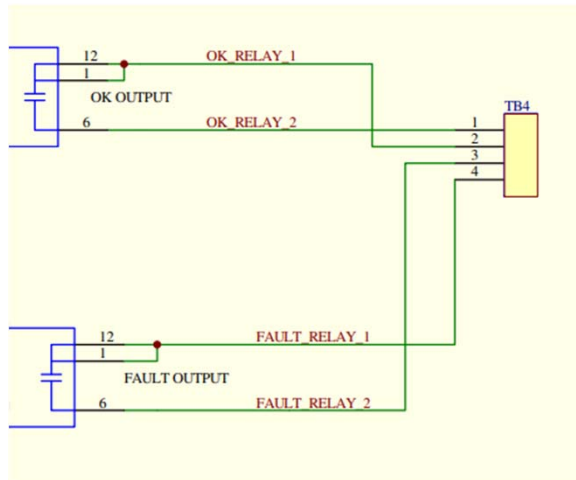 12
OK_RELAY_1
1
OK OUTPUT
6
OK_RELAY_2
TB4
1
2
3
4
12
FAULT_RELAY_1
1
FAULT OUTPUT
6
FAULT_RELAY_2